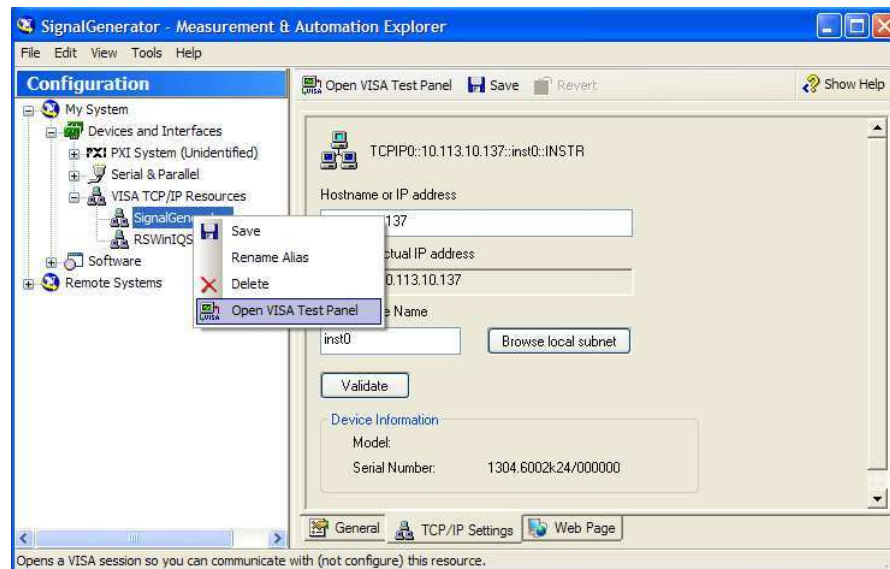 SignalGenerator - Measurement & Automation Explorer
File Edit View Tools Help
Configuration
Open VISA Test Panel Save Revert Show Help
My System
Devices and Interfaces
PXI PXI System (Unidentified)
Serial & Parallel
VISA TCP/IP Resources
SignalGen
RSWinIQS
Software
Remote Systems
Save
Rename Alias
Delete
VISA Open VISA Test Panel
TCPIP0::10.113.10.137::inst0::INSTR
Hostname or IP address
137
ctual IP address
0.113.10.137
e Name
inst0 Browse local subnet
Validate
Device Information
Model:
Serial Number: 1304.6002k24/000000
General TCP/IP Settings Web Page
Opens a VISA session so you can communicate with (not configure) this resource.